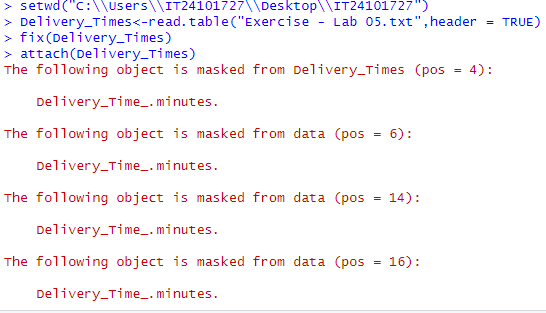 > setwd("C:\\Users\\IT24101727\\Desktop\\IT24101727")
> Delivery_Times<-read.table("Exercise - Lab 05.txt",header = TRUE)
> fix(Delivery_Times)
> attach(Delivery_Times)
The following object is masked from Delivery_Times (pos = 4):
Delivery_Time_.minutes.
The following object is masked from data (pos = 6):
Delivery_Time_.minutes.
The following object is masked from data (pos = 14):
Delivery_Time_.minutes.
The following object is masked from data (pos = 16):
Delivery_Time_.minutes.